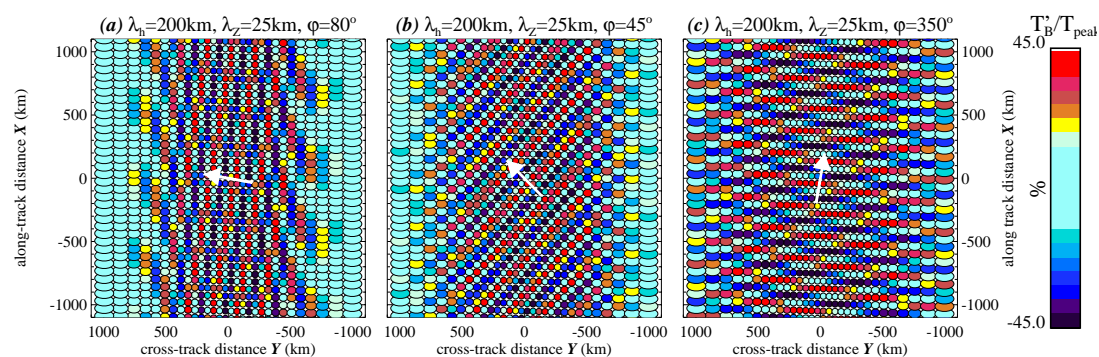 (a) λh=200km, λZ=25km, φ=80º
(b) λh=200km, λZ=25km, φ=45º
(c) λh=200km, λZ=25km, φ=350º
T'B/Tpeak
1000
500
0
-500
-1000
along-track distance X (km)
1000 500 0 -500 -1000
cross-track distance Y (km)
1000 500 0 -500 -1000
cross-track distance Y (km)
1000 500 0 -500 -1000
cross-track distance Y (km)
1000
500
0
-500
-1000
along track distance X (km)
45.0
%
-45.0